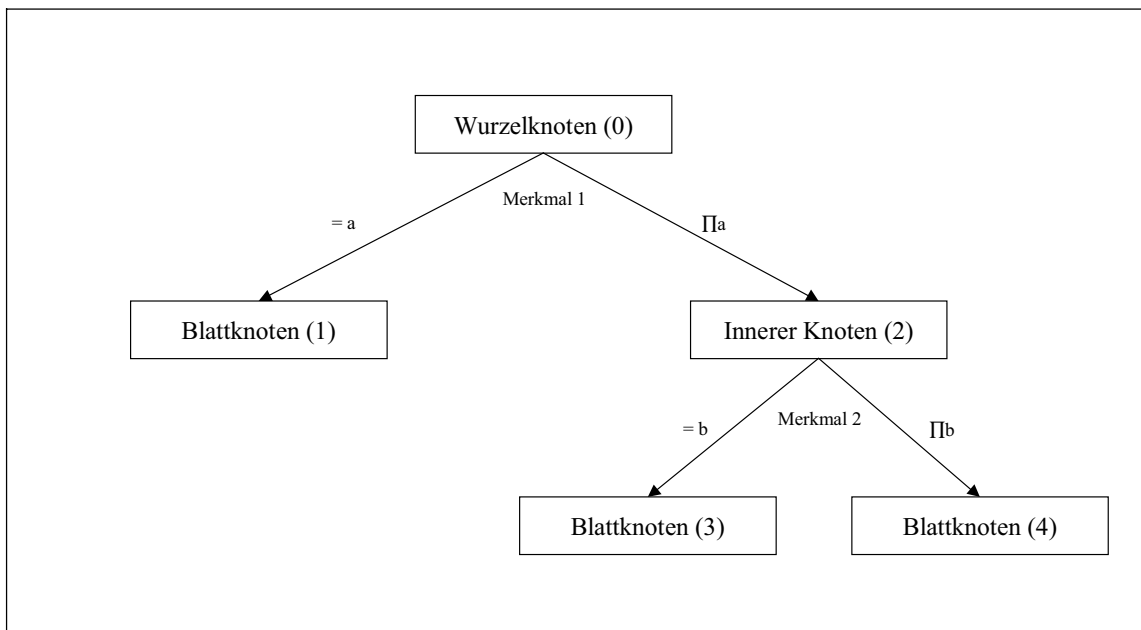 Wurzelknoten (0)
Merkmal 1
= a
∏a
Blattknoten (1)
Innerer Knoten (2)
Merkmal 2
= b
∏b
Blattknoten (3)
Blattknoten (4)